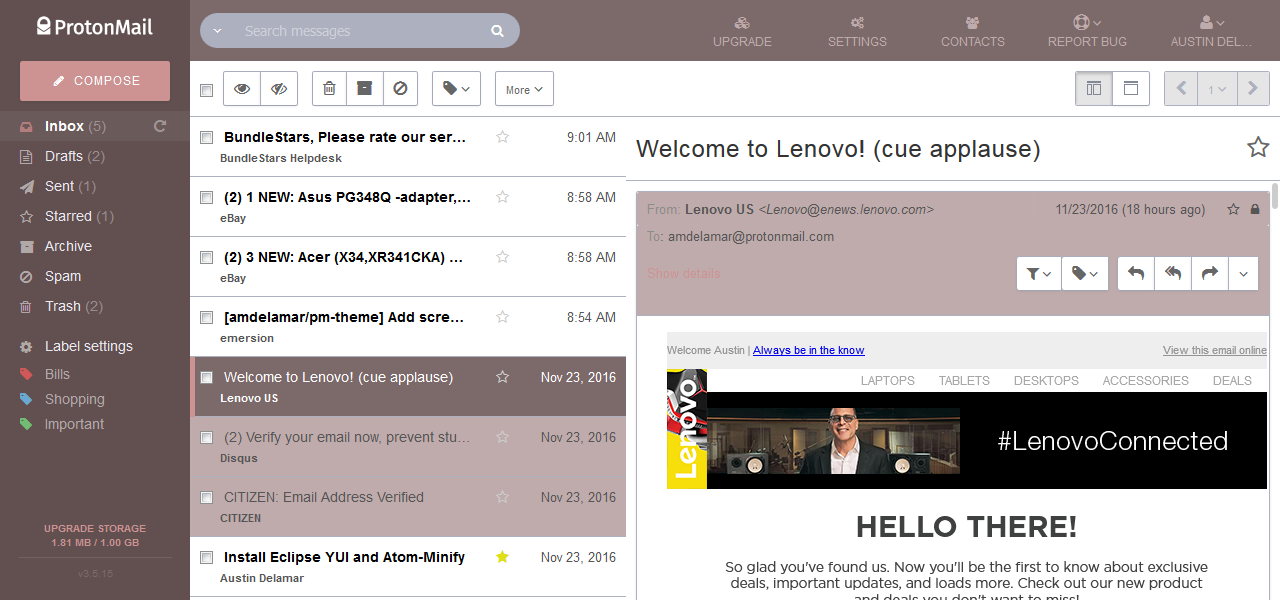 ProtonMail
COMPOSE
Inbox (5)
Drafts (2)
Sent (1)
Starred (1)
Archive
Spam
Trash (2)
Label settings
Bills
Shopping
Important
UPGRADE STORAGE
1.81 MB / 1.00 GB
v3.5.15
Search messages
UPGRADE
SETTINGS
CONTACTS
REPORT BUG
AUSTIN DEL...
More
1
BundleStars, Please rate our ser... 9:01 AM
BundleStars Helpdesk
(2) 1 NEW: Asus PG348Q -adapter,... 8:58 AM
eBay
(2) 3 NEW: Acer (X34,XR341CKA) ... 8:58 AM
eBay
[amdelamar/pm-theme] Add scre... 8:54 AM
emersion
Welcome to Lenovo! (cue applause) Nov 23, 2016
Lenovo US
(2) Verify your email now, prevent stu... Nov 23, 2016
Disqus
CITIZEN: Email Address Verified Nov 23, 2016
CITIZEN
Install Eclipse YUI and Atom-Minify Nov 23, 2016
Austin Delamar
Welcome to Lenovo! (cue applause)
From: Lenovo US <Lenovo@enews.lenovo.com> 11/23/2016 (18 hours ago)
To: amdelamar@protonmail.com
Show details
Welcome Austin | Always be in the know View this email online
LAPTOPS TABLETS DESKTOPS ACCESSORIES DEALS
Lenovo
#LenovoConnected
HELLO THERE!
So glad you've found us. Now you'll be the first to know about exclusive
deals, important updates, and loads more. Check out our new product
and deals you don't want to miss!